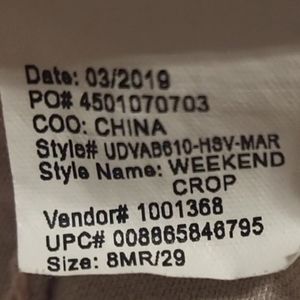 Date: 03/2019
PO# 4501070703
COO: CHINA
Style# UDYAB610-HSV-MAR
Style Name: WEEKEND
CROP
Vendor# 1001368
UPC# 008865846795
Size: 8MR/29